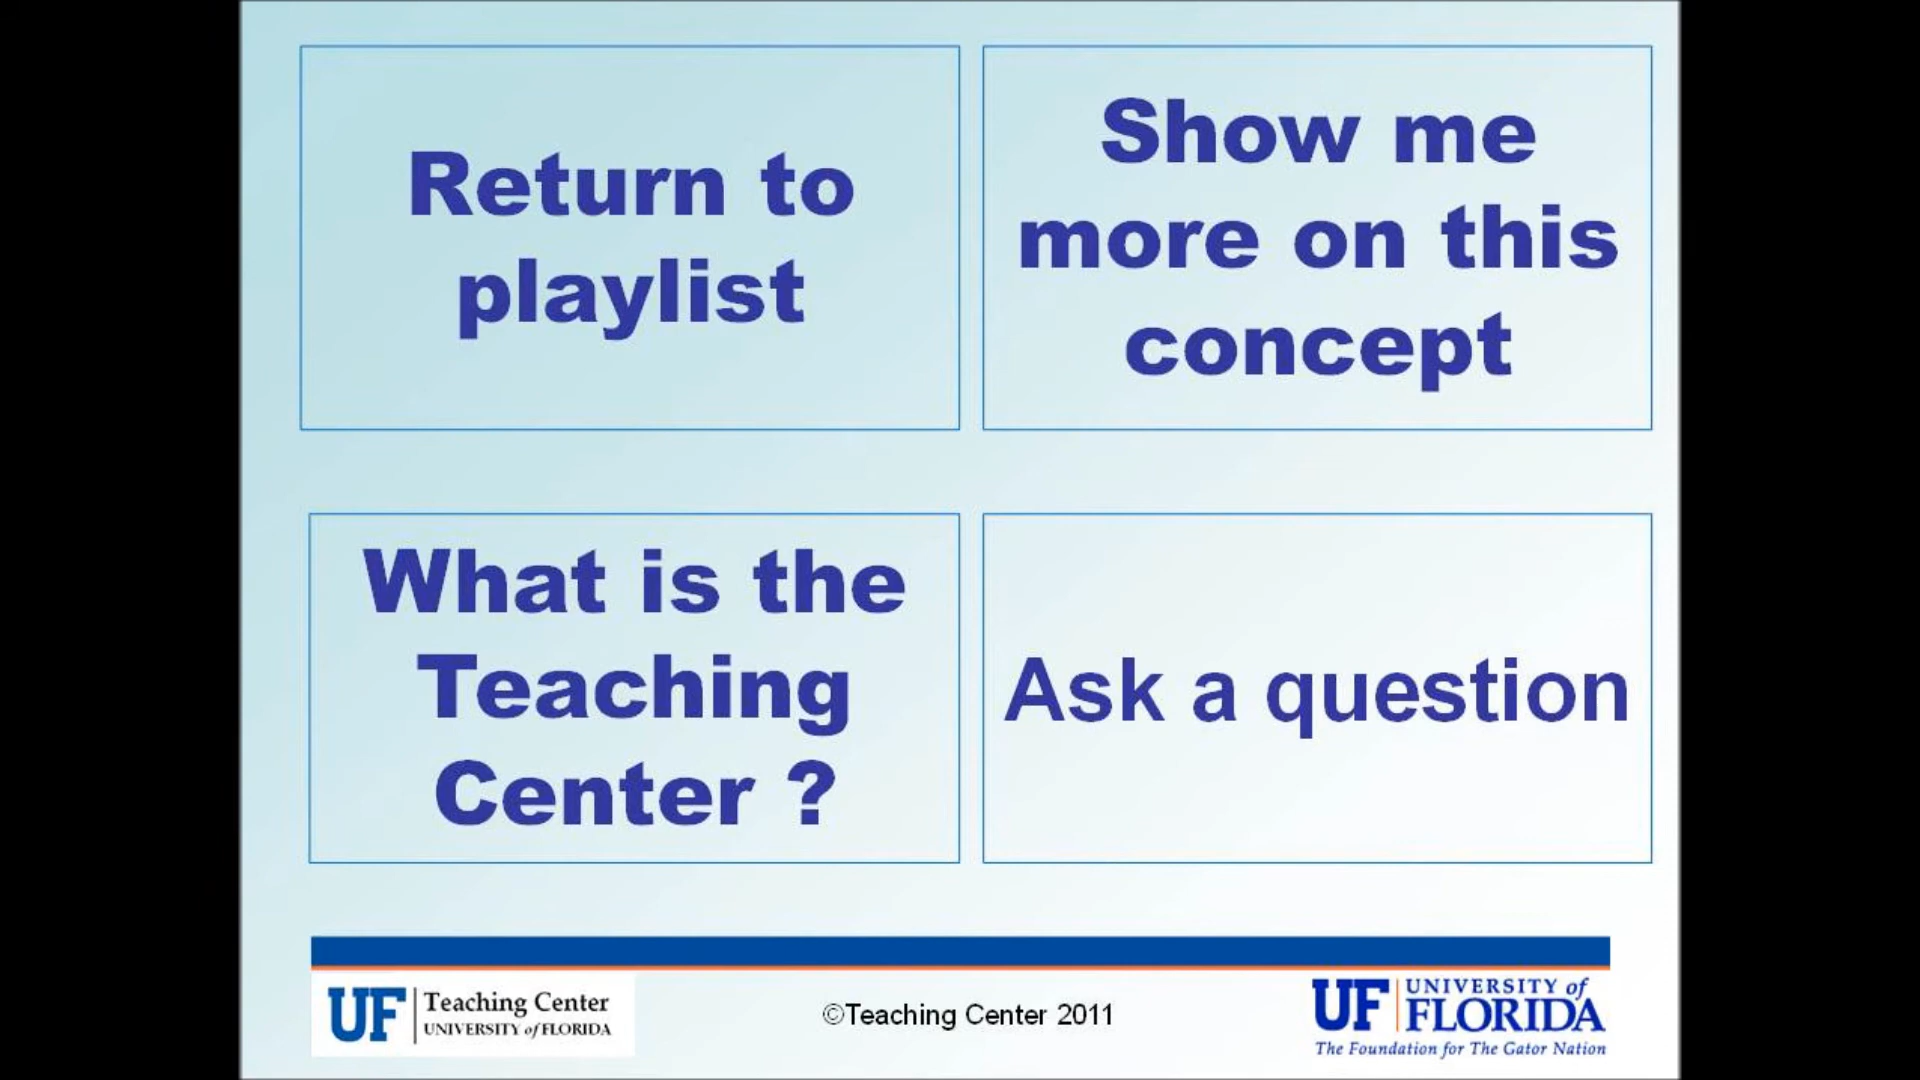 Return to
playlist
Show me
more on this
concept
What is the
Teaching
Center ?
Ask a question
UF Teaching Center
UNIVERSITY of FLORIDA
©Teaching Center 2011
UF UNIVERSITY of
FLORIDA
The Foundation for The Gator Nation